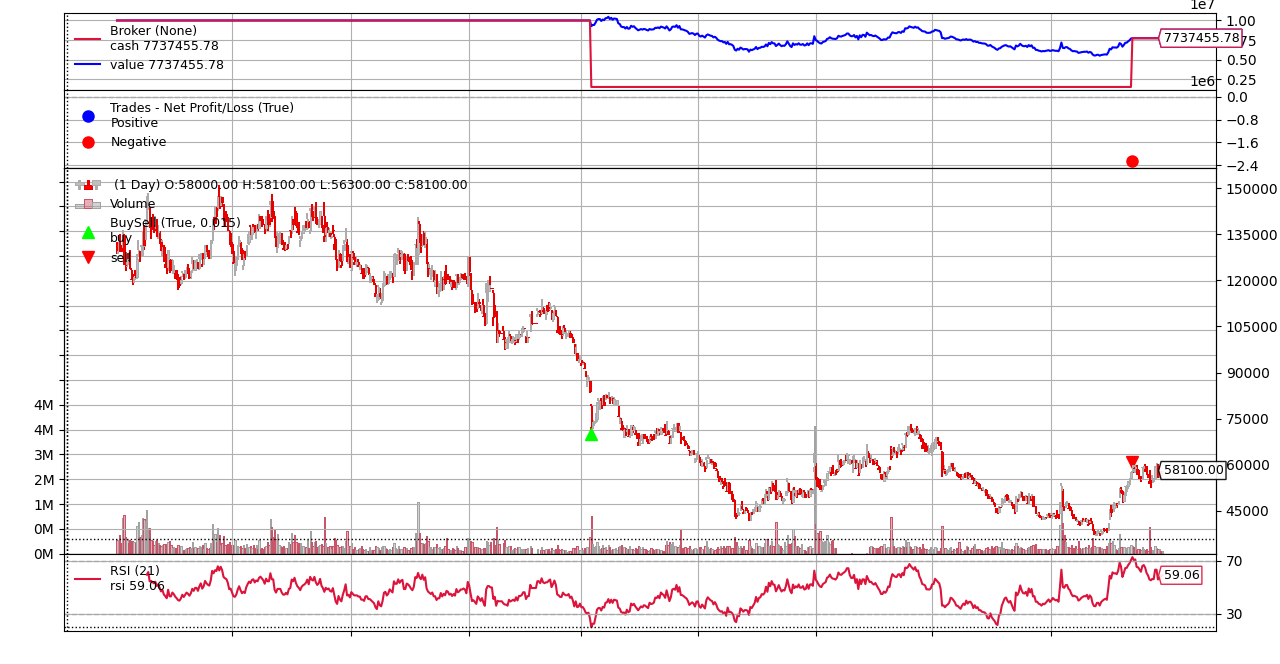 1e7
Broker (None)
cash 7737455.78
value 7737455.78
1.00
0.75
0.50
0.25
7737455.78
1e6
Trades - Net Profit/Loss (True)
Positive
Negative
0.0
−0.8
−1.6
−2.4
(1 Day) O:58000.00 H:58100.00 L:56300.00 C:58100.00
Volume
BuySell (True, 0.015)
buy
sell
150000
135000
120000
105000
90000
75000
60000
45000
58100.00
4M
4M
3M
2M
1M
0M
0M
RSI (21)
rsi 59.06
70
59.06
30